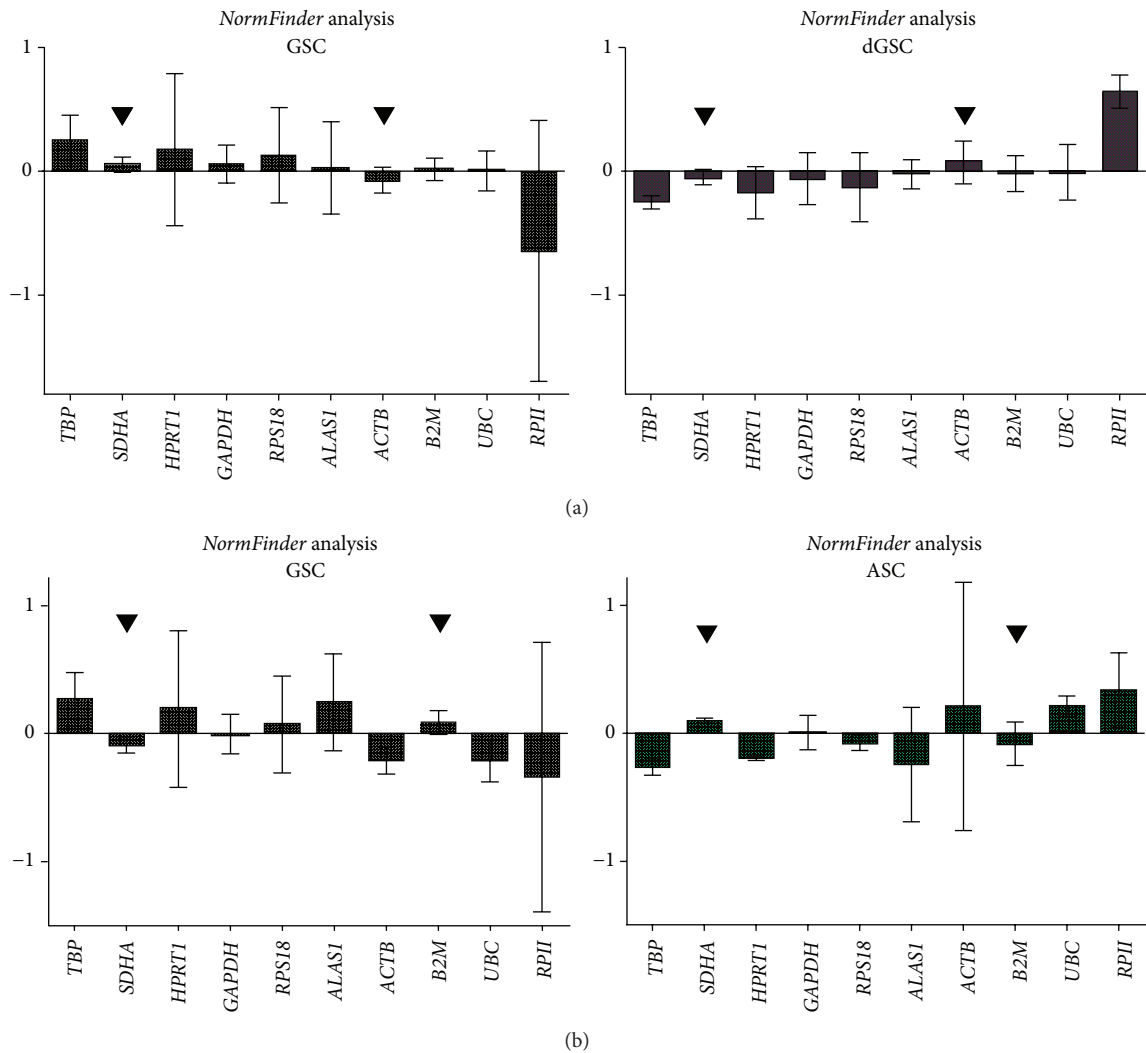 NormFinder analysis
GSC
1
0
−1
TBP
SDHA
HPRT1
GAPDH
RPS18
ALAS1
ACTB
B2M
UBC
RPII
NormFinder analysis
dGSC
1
0
−1
TBP
SDHA
HPRT1
GAPDH
RPS18
ALAS1
ACTB
B2M
UBC
RPII
(a)
NormFinder analysis
GSC
1
0
−1
TBP
SDHA
HPRT1
GAPDH
RPS18
ALAS1
ACTB
B2M
UBC
RPII
NormFinder analysis
ASC
1
0
−1
TBP
SDHA
HPRT1
GAPDH
RPS18
ALAS1
ACTB
B2M
UBC
RPII
(b)